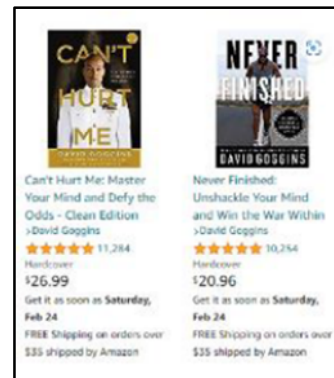 CAN'T
HURT
ME
DAVID GOGGINS
Can't Hurt Me: Master
Your Mind and Defy the
Odds - Clean Edition
›David Goggins
11,284
Hardcover
$26.99
Get it as soon as Saturday,
Feb 24
FREE Shipping on orders over
$35 shipped by Amazon
NEVER
FINISHED
DAVID GOGGINS
Never Finished:
Unshackle Your Mind
and Win the War Within
›David Goggins
10,254
Hardcover
$20.96
Get it as soon as Saturday,
Feb 24
FREE Shipping on orders over
$35 shipped by Amazon